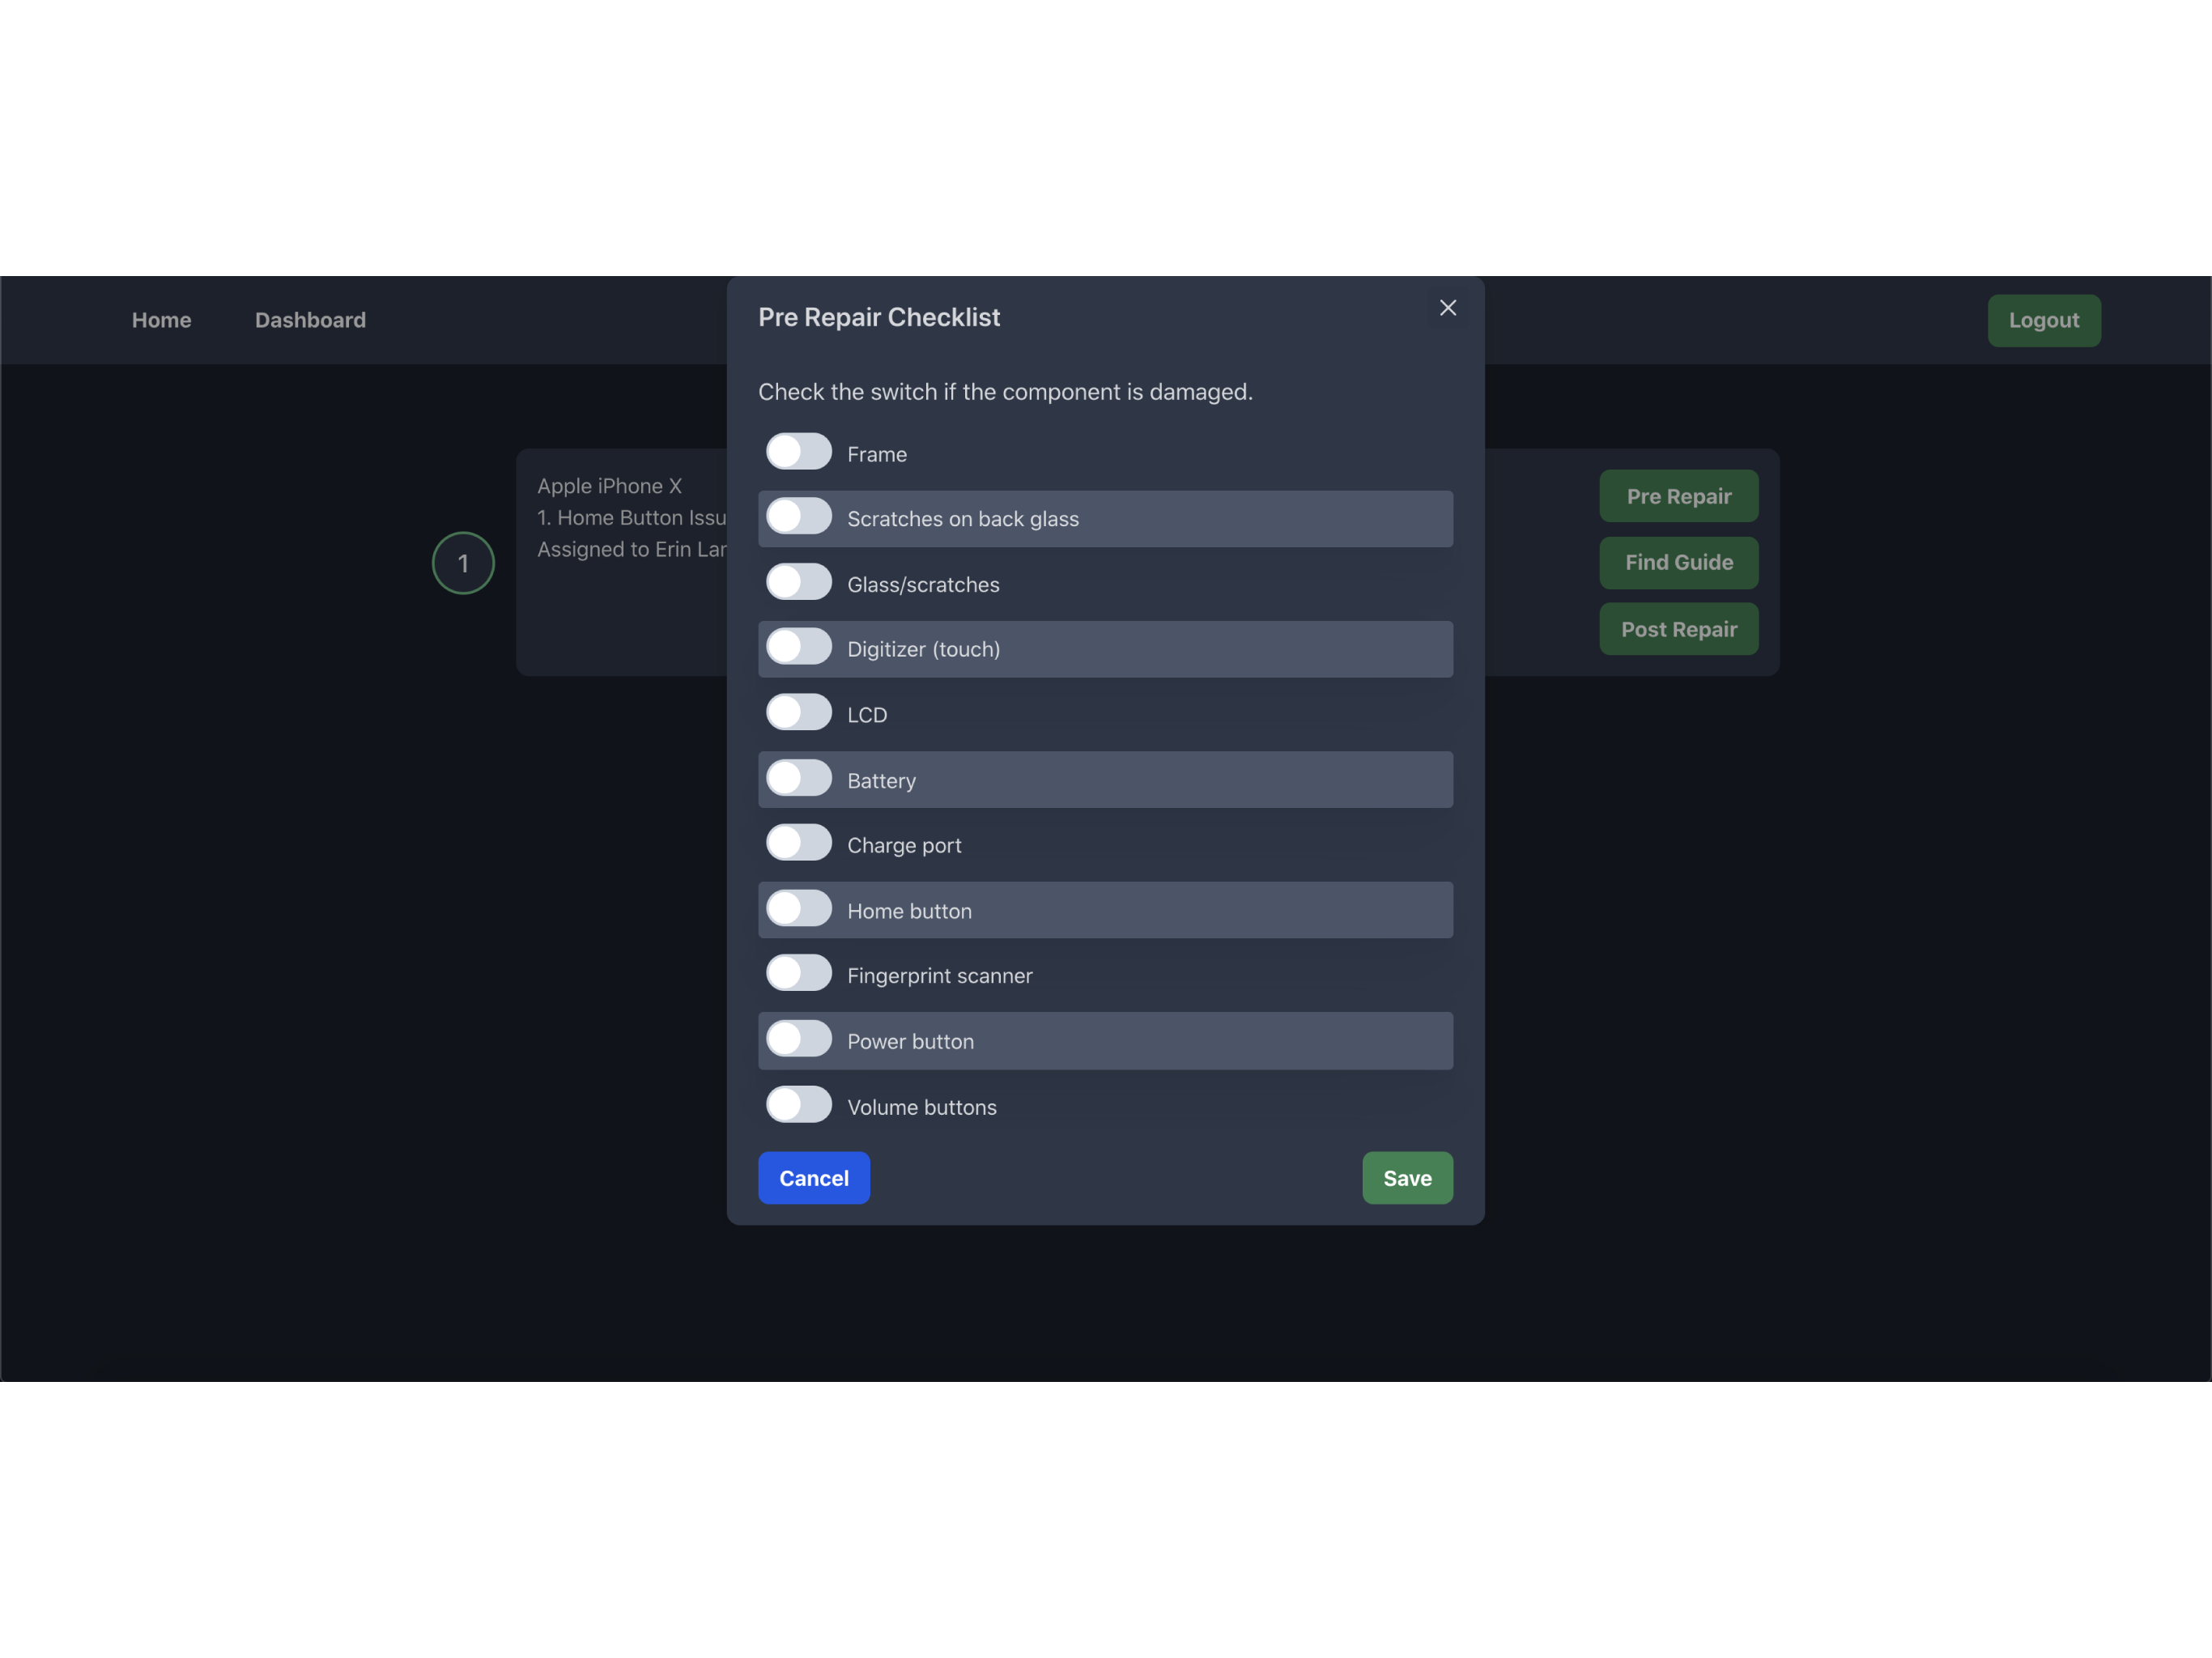 Home
Dashboard
Logout
Pre Repair Checklist
Check the switch if the component is damaged.
Frame
Scratches on back glass
Glass/scratches
Digitizer (touch)
LCD
Battery
Charge port
Home button
Fingerprint scanner
Power button
Volume buttons
Cancel
Save
1
Apple iPhone X
1. Home Button
Assigned to Erin
Pre Repair
Find Guide
Post Repair